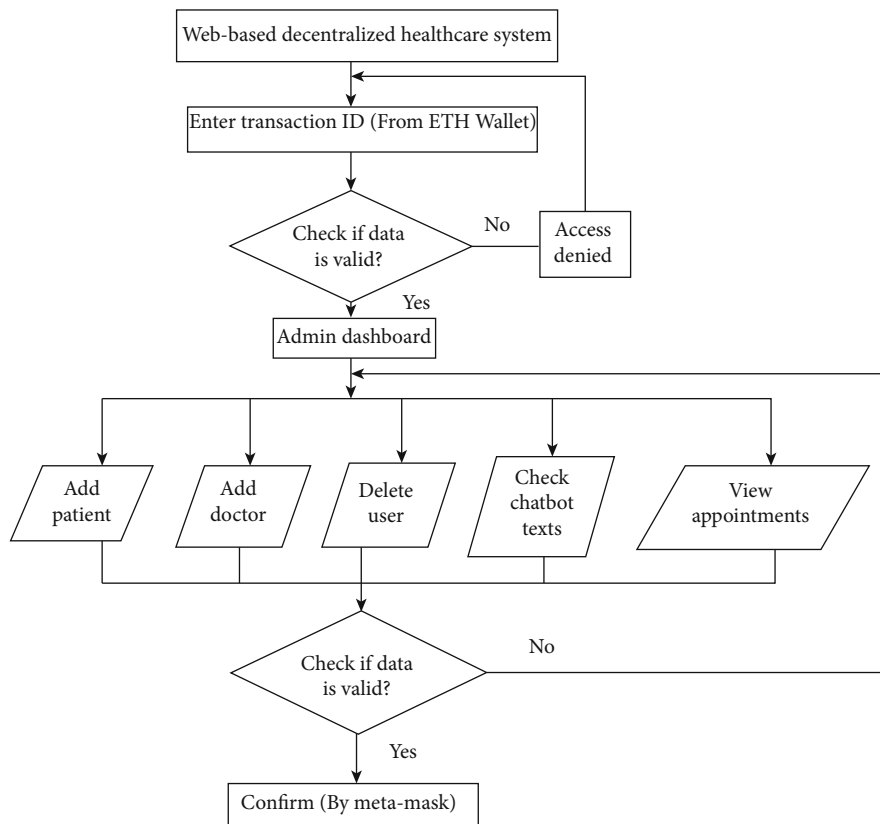 Web-based decentralized healthcare system
Enter transaction ID (From ETH Wallet)
Check if data
is valid?
No
Access
denied
Yes
Admin dashboard
Add
patient
Add
doctor
Delete
user
Check
chatbot
texts
View
appointments
Check if data
is valid?
No
Yes
Confirm (By meta-mask)